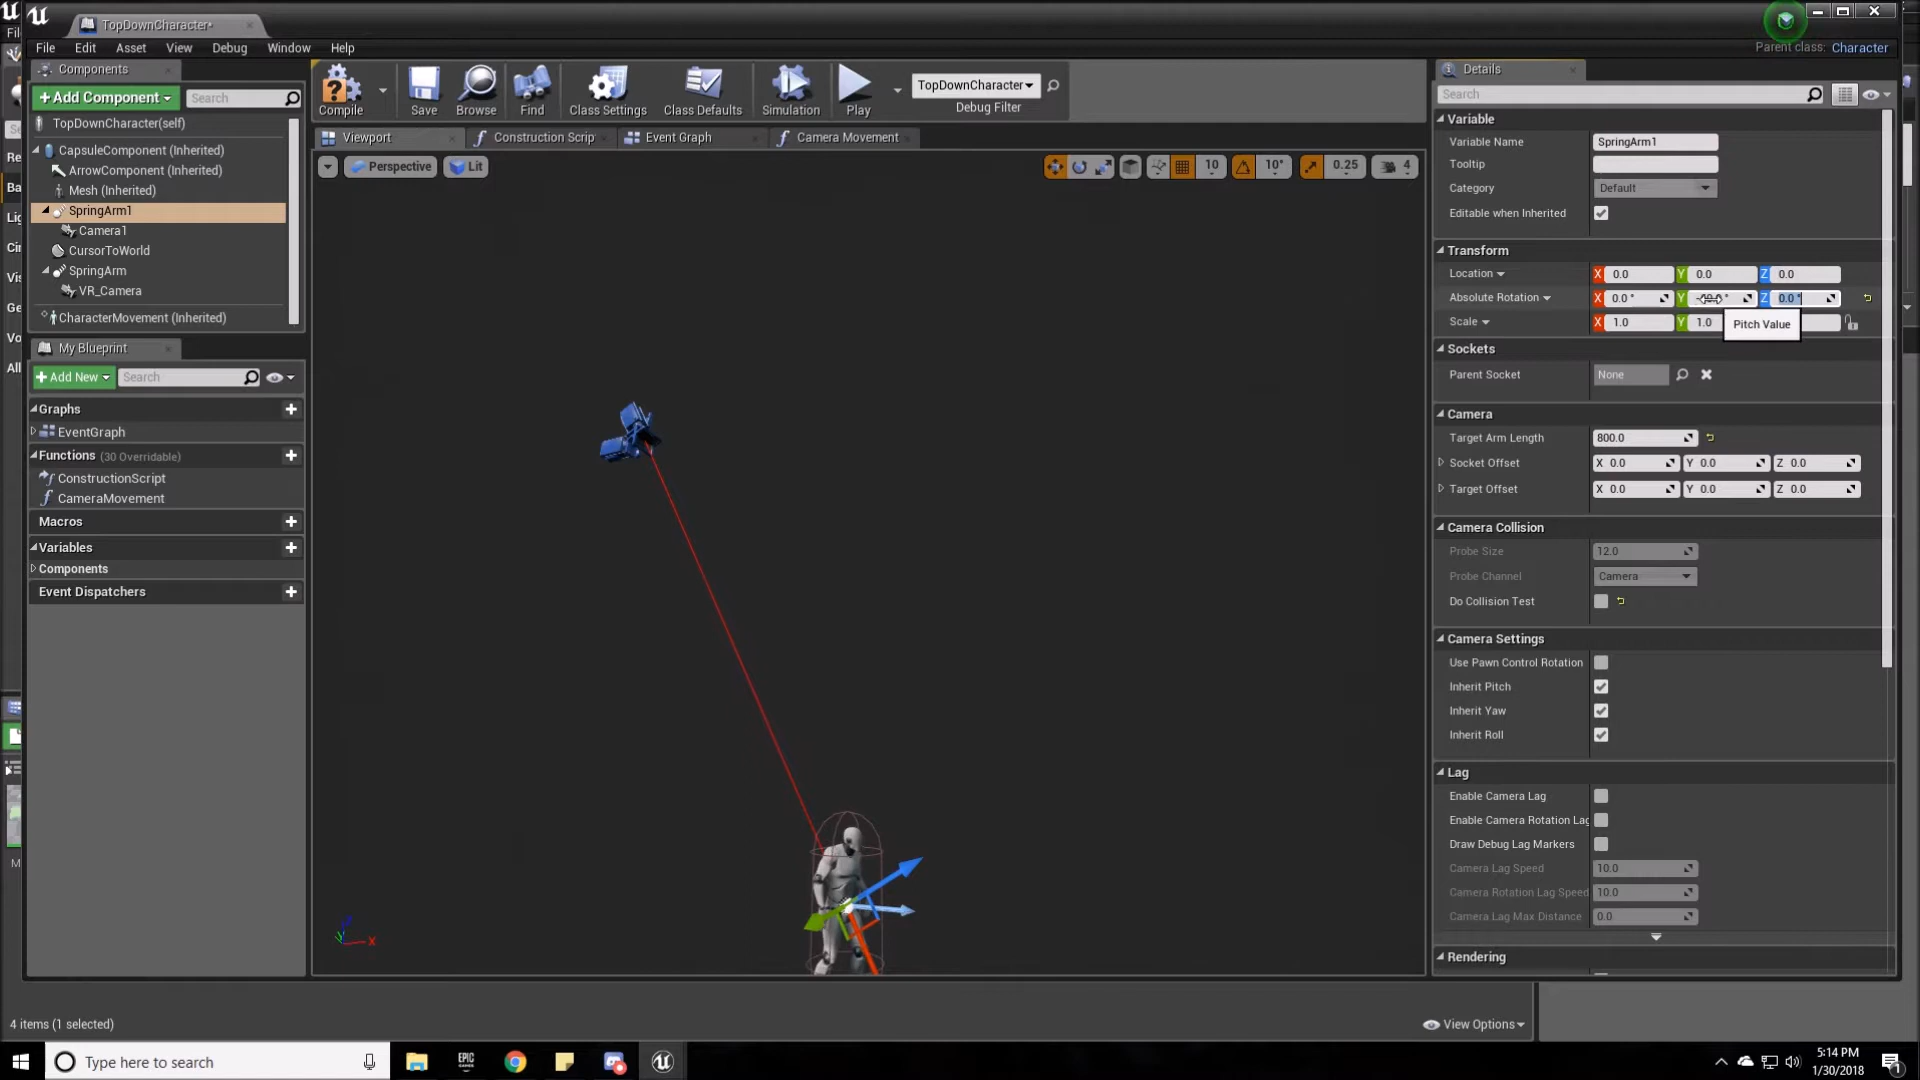 TopDownCharacter*
File Edit Asset View Debug Window Help
Parent class: Character
Components
+Add Component Search
TopDownCharacter(self)
CapsuleComponent (Inherited)
ArrowComponent (Inherited)
Mesh (Inherited)
SpringArm1
Camera1
CursorToWorld
SpringArm
VR_Camera
CharacterMovement (Inherited)
My Blueprint
+Add New Search
Graphs
EventGraph
Functions (30 Overridable)
ConstructionScript
CameraMovement
Macros
Variables
Components
Event Dispatchers
Compile Save Browse Find Class Settings Class Defaults Simulation Play
TopDownCharacter
Debug Filter
Viewport Construction Scrip Event Graph Camera Movement
Perspective Lit 10 10° 0.25 4
X
Details
Search
Variable
Variable Name SpringArm1
Tooltip
Category Default
Editable when Inherited
Transform
Location X 0.0 Y 0.0 Z 0.0
Absolute Rotation X 0.0 ° Y Z 0.0 °
Scale X 1.0 Y 1.0
Pitch Value
Sockets
Parent Socket None
Camera
Target Arm Length 800.0
Socket Offset X 0.0 Y 0.0 Z 0.0
Target Offset X 0.0 Y 0.0 Z 0.0
Camera Collision
Probe Size 12.0
Probe Channel Camera
Do Collision Test
Camera Settings
Use Pawn Control Rotation
Inherit Pitch
Inherit Yaw
Inherit Roll
Lag
Enable Camera Lag
Enable Camera Rotation Lag
Draw Debug Lag Markers
Camera Lag Speed 10.0
Camera Rotation Lag Speed 10.0
Camera Lag Max Distance 0.0
Rendering
4 items (1 selected)
View Options
Type here to search
EPIC GAMES
5:14 PM
1/30/2018